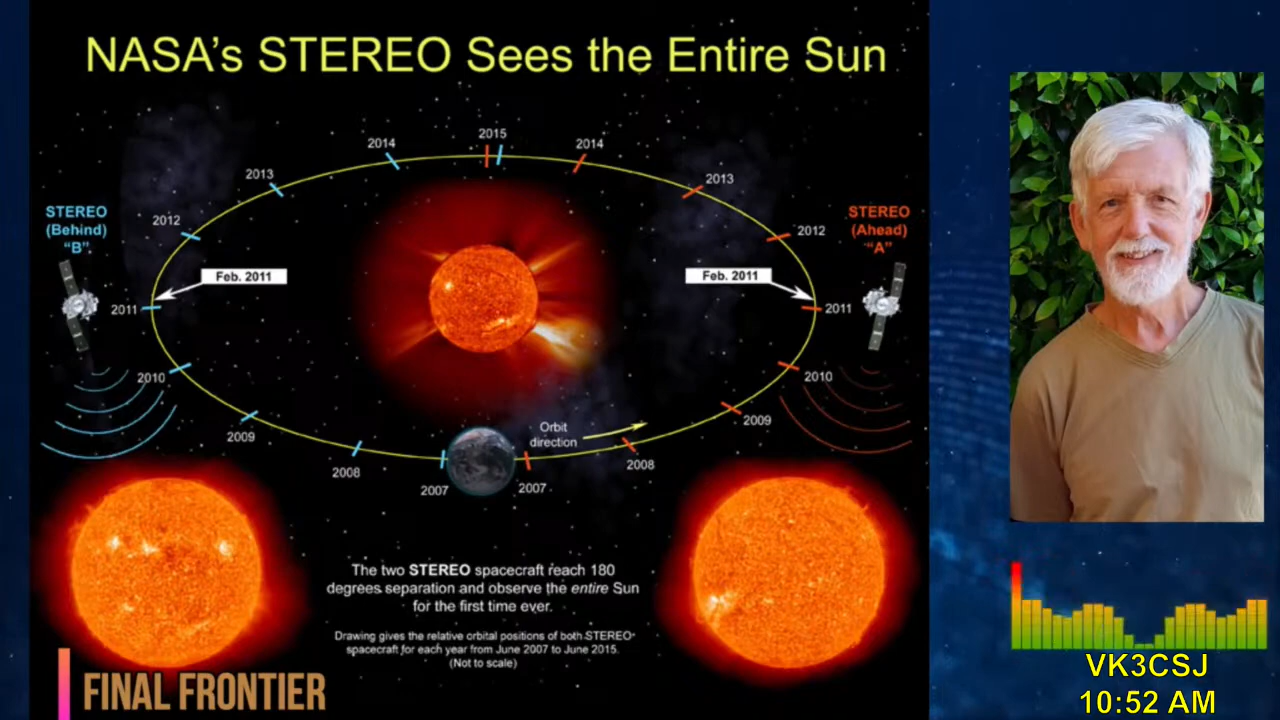 NASA's STEREO Sees the Entire Sun
2015
2014
2014
2013
2013
STEREO
(Behind)
"B"
STEREO
(Ahead)
"A"
2012
2012
Feb. 2011
Feb. 2011
2011
2011
2010
2010
2009
2009
Orbit
direction
2008
2008
2007
2007
The two STEREO spacecraft reach 180
degrees separation and observe the entire Sun
for the first time ever.
Drawing gives the relative orbital positions of both STEREO
spacecraft for each year from June 2007 to June 2015.
(Not to scale)
FINAL FRONTIER
VK3CSJ
10:52 AM